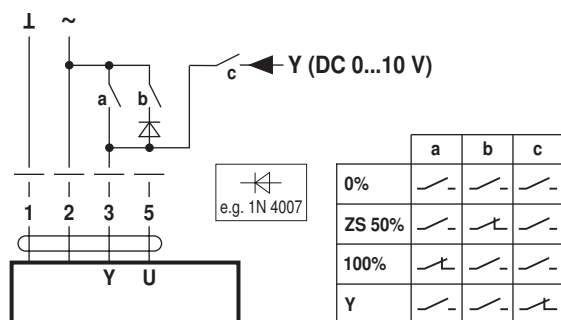 ⊥ ~
Y (DC 0...10 V)
c
a b
e.g. 1N 4007
1 2 3 5
Y U
a b c
0%
ZS 50%
100%
Y